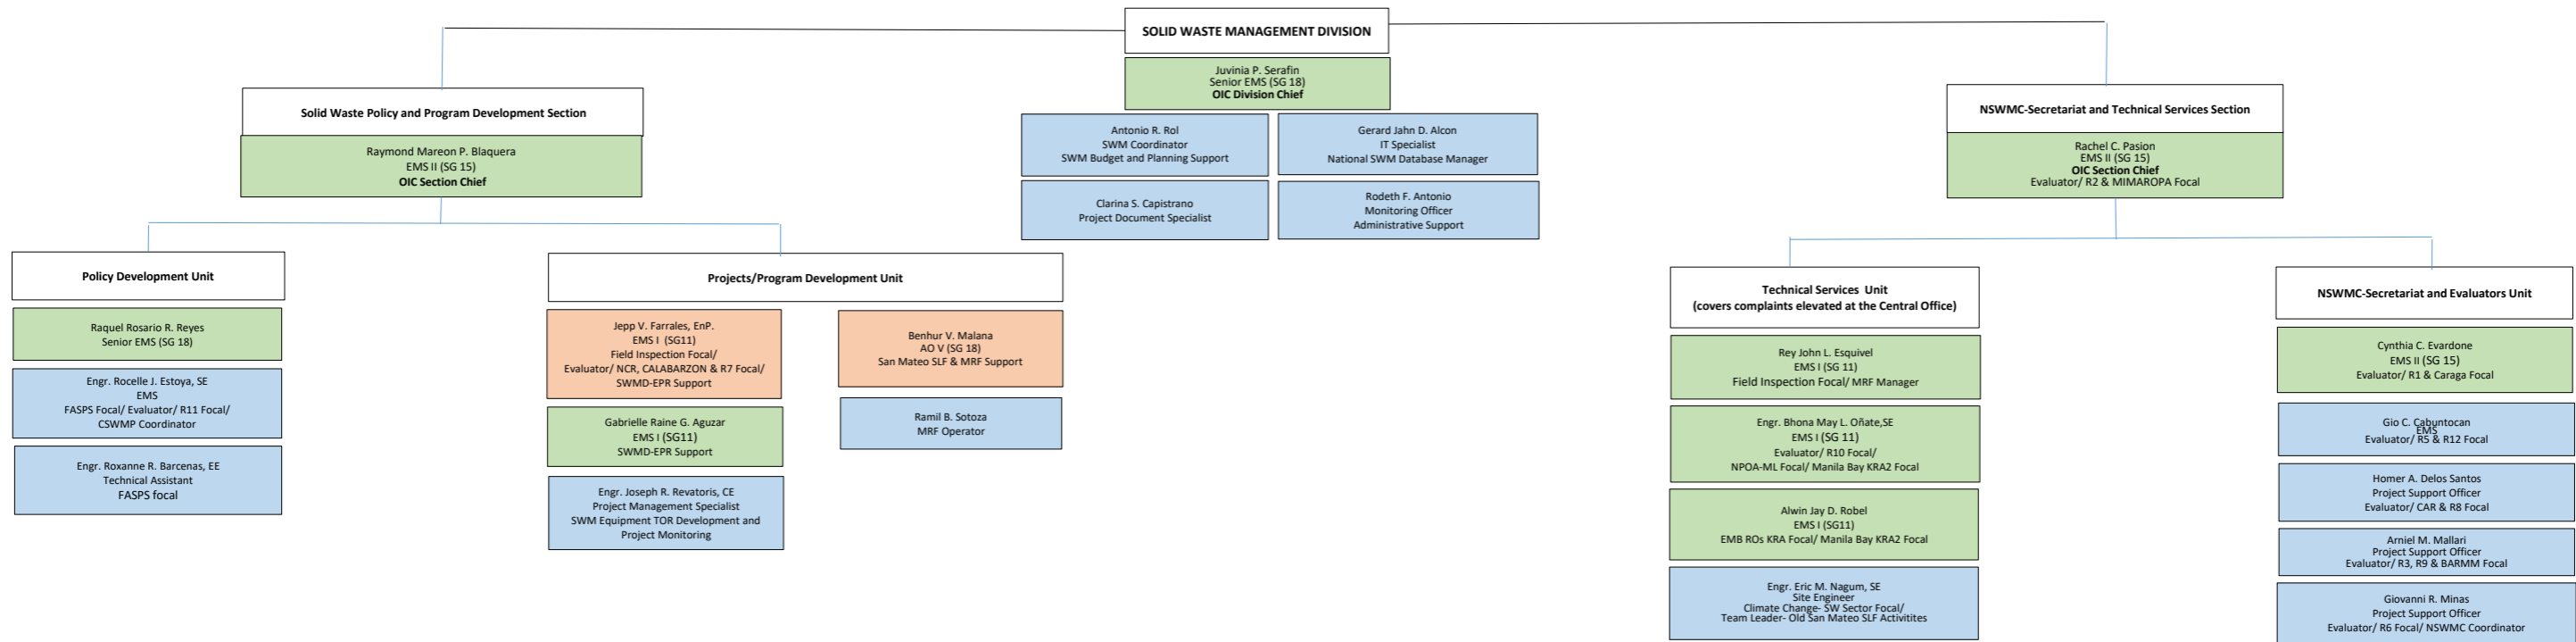 SOLID WASTE MANAGEMENT DIVISION
Juvinia P. Serafin
Senior EMS (SG 18)
OIC Division Chief
Antonio R. Rol
SWM Coordinator
SWM Budget and Planning Support
Gerard Jahn D. Alcon
IT Specialist
National SWM Database Manager
Clarina S. Capistrano
Project Document Specialist
Rodeth F. Antonio
Monitoring Officer
Administrative Support
Solid Waste Policy and Program Development Section
Raymond Mareon P. Blaquera
EMS II (SG 15)
OIC Section Chief
Policy Development Unit
Raquel Rosario R. Reyes
Senior EMS (SG 18)
Engr. Rocelle J. Estoya, SE
EMS
FASPS Focal/ Evaluator/ R11 Focal/
CSWMP Coordinator
Engr. Roxanne R. Barcenas, EE
Technical Assistant
FASPS focal
Projects/Program Development Unit
Jepp V. Farrales, EnP.
EMS I (SG11)
Field Inspection Focal/
Evaluator/ NCR, CALABARZON & R7 Focal/
SWMD-EPR Support
Gabrielle Raine G. Aguzar
EMS I (SG11)
SWMD-EPR Support
Engr. Joseph R. Revatoris, CE
Project Management Specialist
SWM Equipment TOR Development and
Project Monitoring
Benhur V. Malana
AO V (SG 18)
San Mateo SLF & MRF Support
Ramil B. Sotoza
MRF Operator
NSWMC-Secretariat and Technical Services Section
Rachel C. Pasion
EMS II (SG 15)
OIC Section Chief
Evaluator/ R2 & MIMAROPA Focal
Technical Services Unit
(covers complaints elevated at the Central Office)
Rey John L. Esquivel
EMS I (SG 11)
Field Inspection Focal/ MRF Manager
Engr. Bhona May L. Oñate,SE
EMS I (SG 11)
Evaluator/ R10 Focal/
NPOA-ML Focal/ Manila Bay KRA2 Focal
Alwin Jay D. Robel
EMS I (SG11)
EMB ROs KRA Focal/ Manila Bay KRA2 Focal
Engr. Eric M. Nagum, SE
Site Engineer
Climate Change- SW Sector Focal/
Team Leader- Old San Mateo SLF Activitites
NSWMC-Secretariat and Evaluators Unit
Cynthia C. Evardone
EMS II (SG 15)
Evaluator/ R1 & Caraga Focal
Gio C. Cabuntocan
EMS
Evaluator/ R5 & R12 Focal
Homer A. Delos Santos
Project Support Officer
Evaluator/ CAR & R8 Focal
Arniel M. Mallari
Project Support Officer
Evaluator/ R3, R9 & BARMM Focal
Giovanni R. Minas
Project Support Officer
Evaluator/ R6 Focal/ NSWMC Coordinator